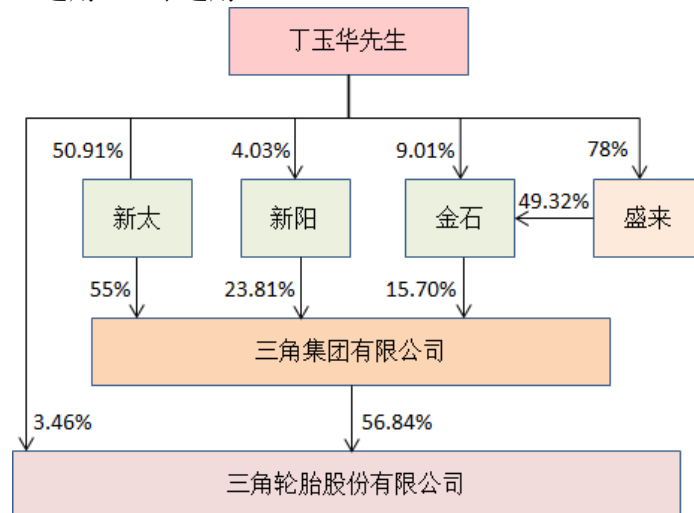 丁玉华先生
50.91%
4.03%
9.01%
78%
新太
新阳
金石
49.32%
盛来
55%
23.81%
15.70%
三角集团有限公司
3.46%
56.84%
三角轮胎股份有限公司